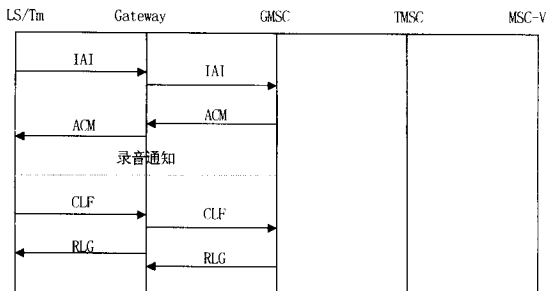 LS/Tm Gateway GMSC TMSC MSC-V
IAI
IAI
ACM
ACM
录音通知
CLF
CLF
RLG
RLG